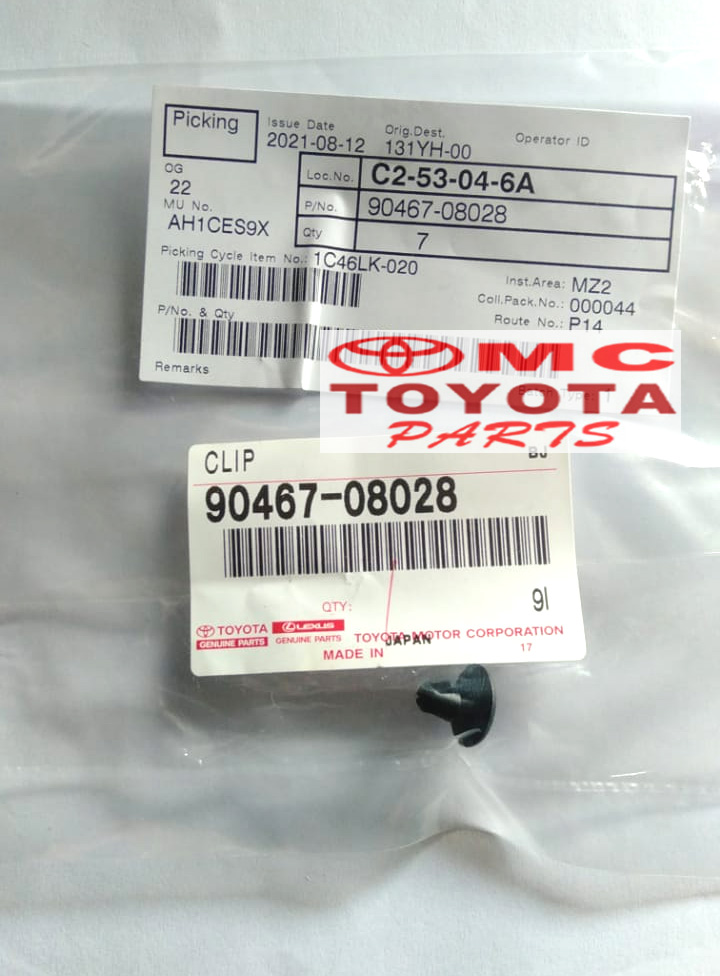 Picking
Issue Date
2021-08-12
Orig.Dest.
131YH-00
Operator ID
OG
22
MU No.
AH1CES9X
Loc.No. C2-53-04-6A
P/No. 90467-08028
Qty 7
Picking Cycle Item No.: 1C46LK-020
Inst.Area: MZ2
Coll.Pack.No.: 000044
Route No.: P14
P/No. & Qty
Remarks
MC
TOYOTA
PARTS
CLIP
BJ
90467-08028
QTY:
9I
TOYOTA
GENUINE PARTS
LEXUS
GENUINE PARTS
TOYOTA MOTOR CORPORATION
MADE IN JAPAN
17